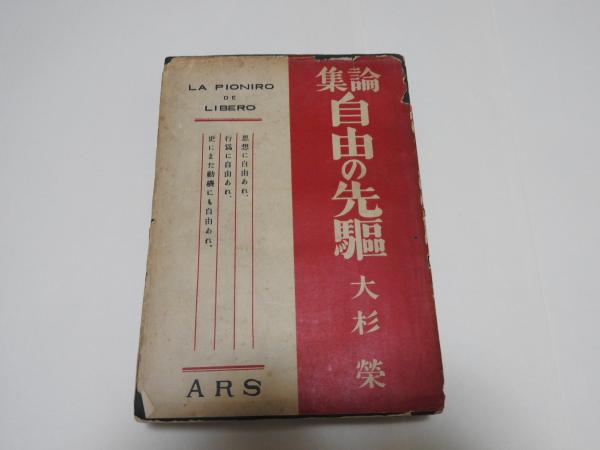 論集
自由の先驅
大杉榮
LA PIONIRO
DE
LIBERO
思想に自由あれ、
行爲に自由あれ、
更にまた動機にも自由あれ。
ARS